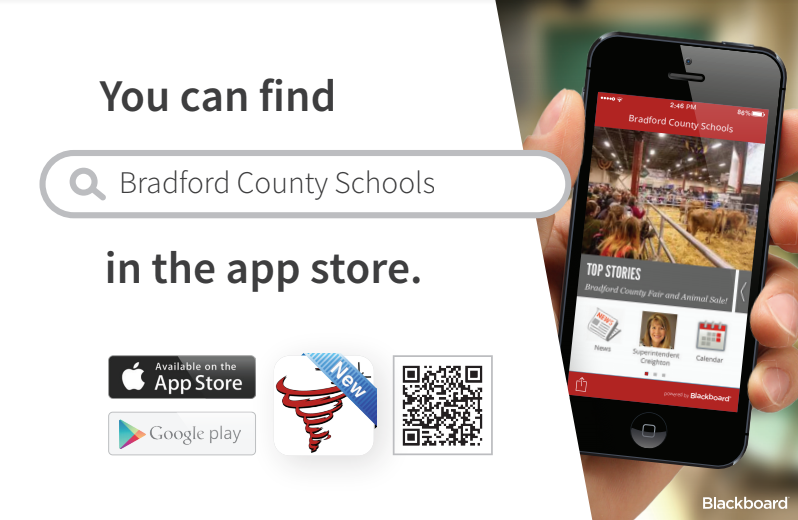 You can find
Bradford County Schools
in the app store.
Available on the
App Store
Google play
New
2:46 PM
86%
Bradford County Schools
TOP STORIES
Bradford County Fair and Animal Sale!
NEWS
News
Superintendent
Creighton
Calendar
powered by Blackboard
Blackboard